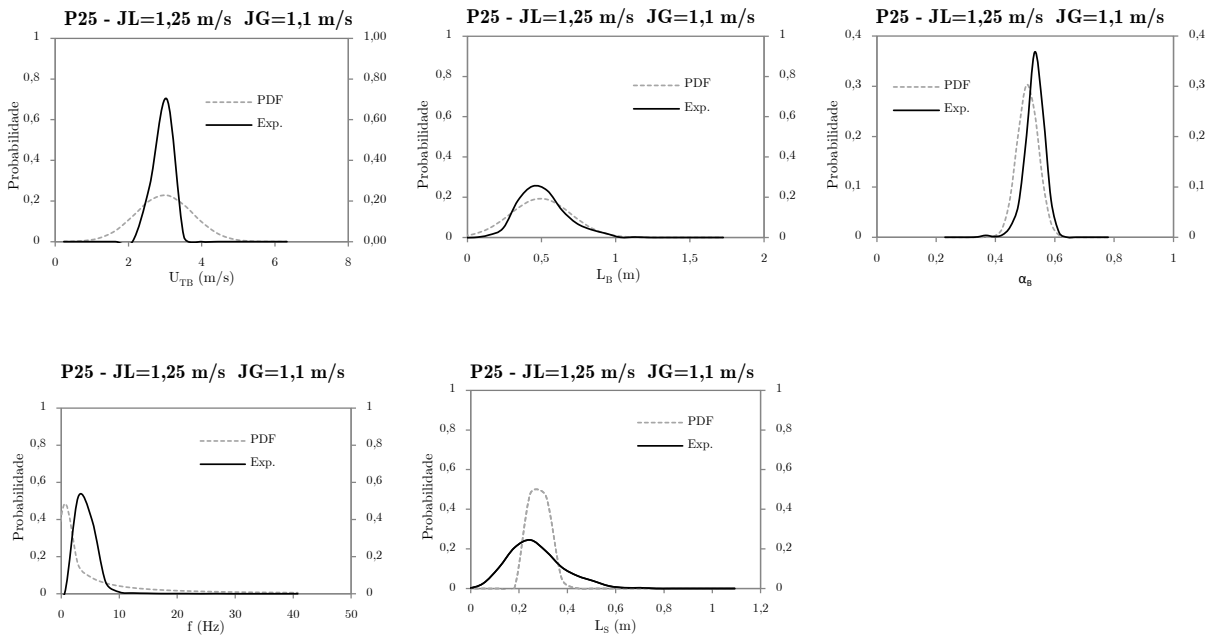 P25 - JL=1,25 m/s JG=1,1 m/s
1
0,8
0,6
0,4
0,2
0
1,00
0,80
0,60
0,40
0,20
0,00
Probabilidade
PDF
Exp.
0 2 4 6 8
U_TB (m/s)
P25 - JL=1,25 m/s JG=1,1 m/s
1
0,8
0,6
0,4
0,2
0
1
0,8
0,6
0,4
0,2
0
Probabilidade
PDF
Exp.
0 0,5 1 1,5 2
L_B (m)
P25 - JL=1,25 m/s JG=1,1 m/s
0,4
0,3
0,2
0,1
0
0,4
0,3
0,2
0,1
0
Probabilidade
PDF
Exp.
0 0,2 0,4 0,6 0,8 1
α_B
P25 - JL=1,25 m/s JG=1,1 m/s
1
0,8
0,6
0,4
0,2
0
1
0,8
0,6
0,4
0,2
0
Probabilidade
PDF
Exp.
0 10 20 30 40 50
f (Hz)
P25 - JL=1,25 m/s JG=1,1 m/s
1
0,8
0,6
0,4
0,2
0
1
0,8
0,6
0,4
0,2
0
Probabilidade
PDF
Exp.
0 0,2 0,4 0,6 0,8 1 1,2
L_S (m)